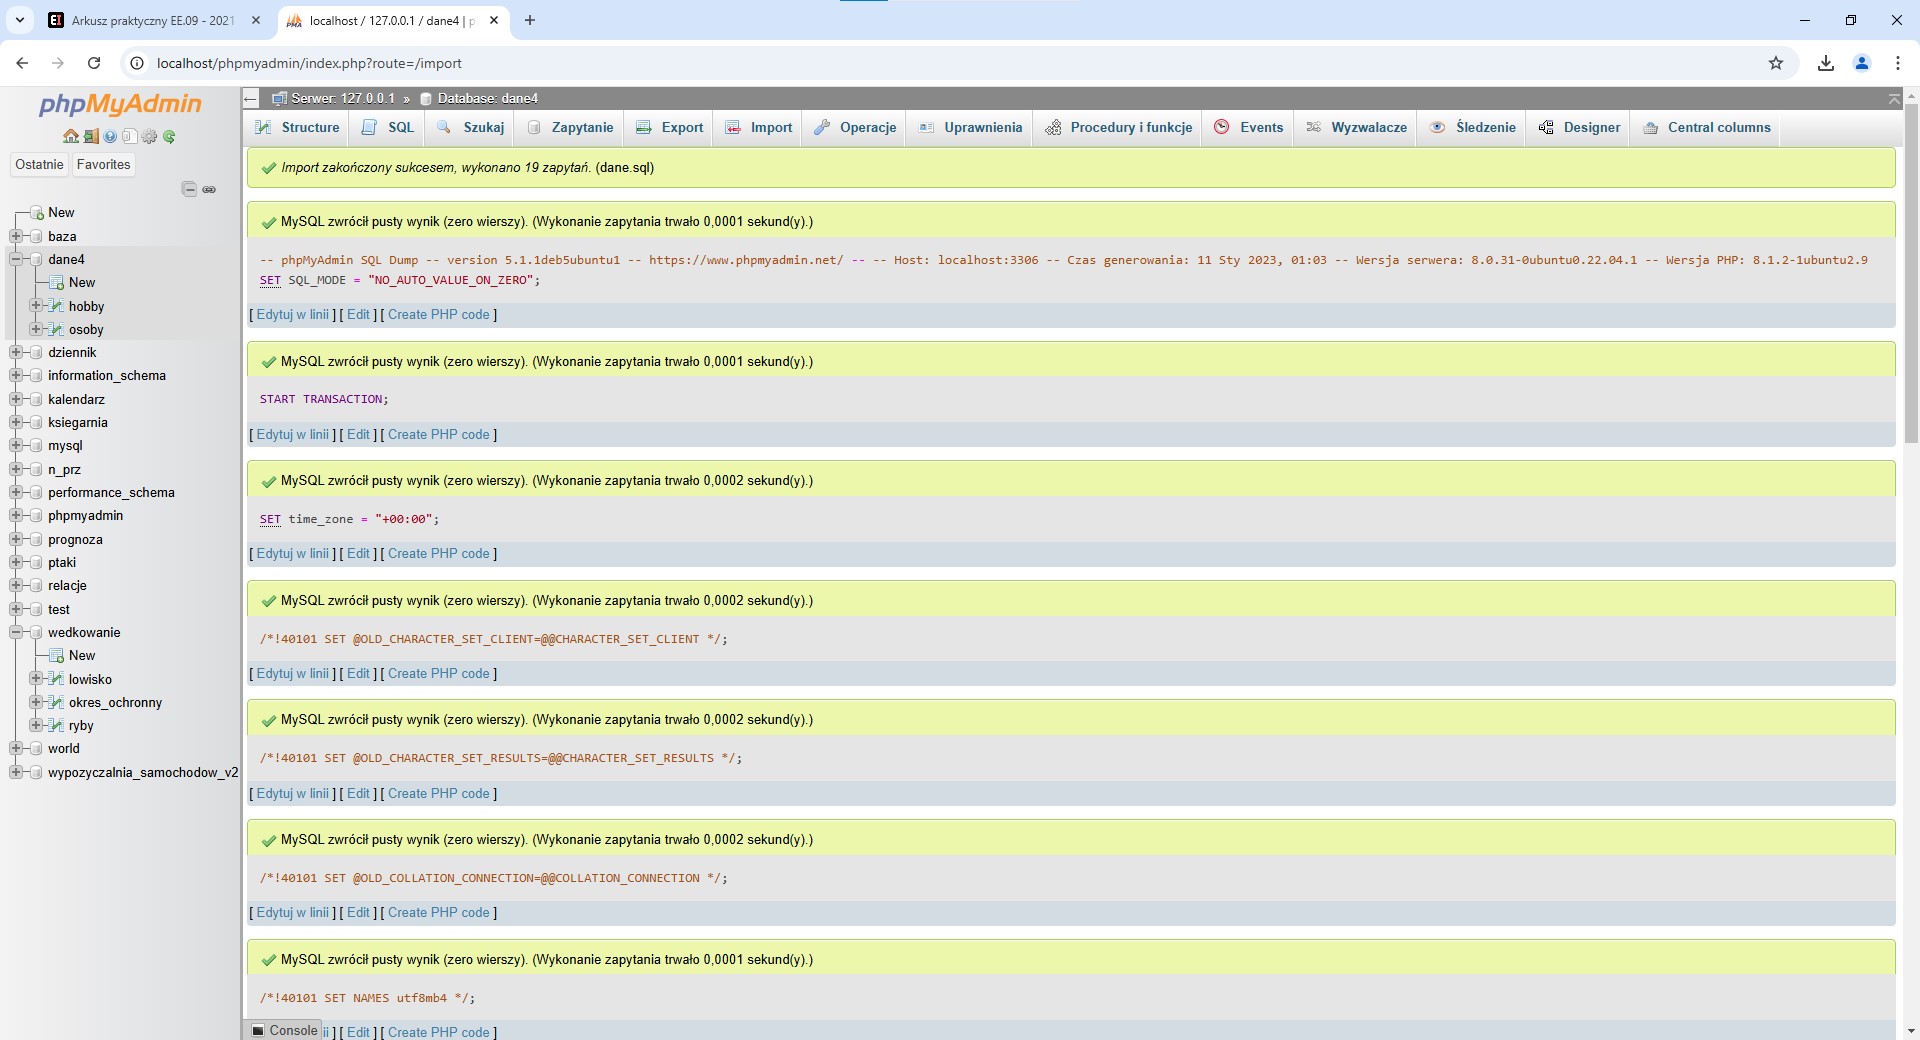 Arkusz praktyczny EE.09 - 2021
localhost / 127.0.0.1 / dane4 | p
localhost/phpmyadmin/index.php?route=/import
phpMyAdmin
Ostatnie Favorites
New
baza
dane4
New
hobby
osoby
dziennik
information_schema
kalendarz
ksiegarnia
mysql
n_prz
performance_schema
phpmyadmin
prognoza
ptaki
relacje
test
wedkowanie
New
lowisko
okres_ochronny
ryby
world
wypozyczalnia_samochodow_v2
Serwer: 127.0.0.1 » Database: dane4
Structure SQL Szukaj Zapytanie Export Import Operacje Uprawnienia Procedury i funkcje Events Wyzwalacze Śledzenie Designer Central columns
Import zakończony sukcesem, wykonano 19 zapytań. (dane.sql)
MySQL zwrócił pusty wynik (zero wierszy). (Wykonanie zapytania trwało 0,0001 sekund(y).)
-- phpMyAdmin SQL Dump -- version 5.1.1deb5ubuntu1 -- https://www.phpmyadmin.net/ -- -- Host: localhost:3306 -- Czas generowania: 11 Sty 2023, 01:03 -- Wersja serwera: 8.0.31-0ubuntu0.22.04.1 -- Wersja PHP: 8.1.2-1ubuntu2.9
SET SQL_MODE = "NO_AUTO_VALUE_ON_ZERO";
[ Edytuj w linii ] [ Edit ] [ Create PHP code ]
MySQL zwrócił pusty wynik (zero wierszy). (Wykonanie zapytania trwało 0,0001 sekund(y).)
START TRANSACTION;
[ Edytuj w linii ] [ Edit ] [ Create PHP code ]
MySQL zwrócił pusty wynik (zero wierszy). (Wykonanie zapytania trwało 0,0002 sekund(y).)
SET time_zone = "+00:00";
[ Edytuj w linii ] [ Edit ] [ Create PHP code ]
MySQL zwrócił pusty wynik (zero wierszy). (Wykonanie zapytania trwało 0,0002 sekund(y).)
/*!40101 SET @OLD_CHARACTER_SET_CLIENT=@@CHARACTER_SET_CLIENT */;
[ Edytuj w linii ] [ Edit ] [ Create PHP code ]
MySQL zwrócił pusty wynik (zero wierszy). (Wykonanie zapytania trwało 0,0002 sekund(y).)
/*!40101 SET @OLD_CHARACTER_SET_RESULTS=@@CHARACTER_SET_RESULTS */;
[ Edytuj w linii ] [ Edit ] [ Create PHP code ]
MySQL zwrócił pusty wynik (zero wierszy). (Wykonanie zapytania trwało 0,0002 sekund(y).)
/*!40101 SET @OLD_COLLATION_CONNECTION=@@COLLATION_CONNECTION */;
[ Edytuj w linii ] [ Edit ] [ Create PHP code ]
MySQL zwrócił pusty wynik (zero wierszy). (Wykonanie zapytania trwało 0,0001 sekund(y).)
/*!40101 SET NAMES utf8mb4 */;
Console ii ] [ Edit ] [ Create PHP code ]